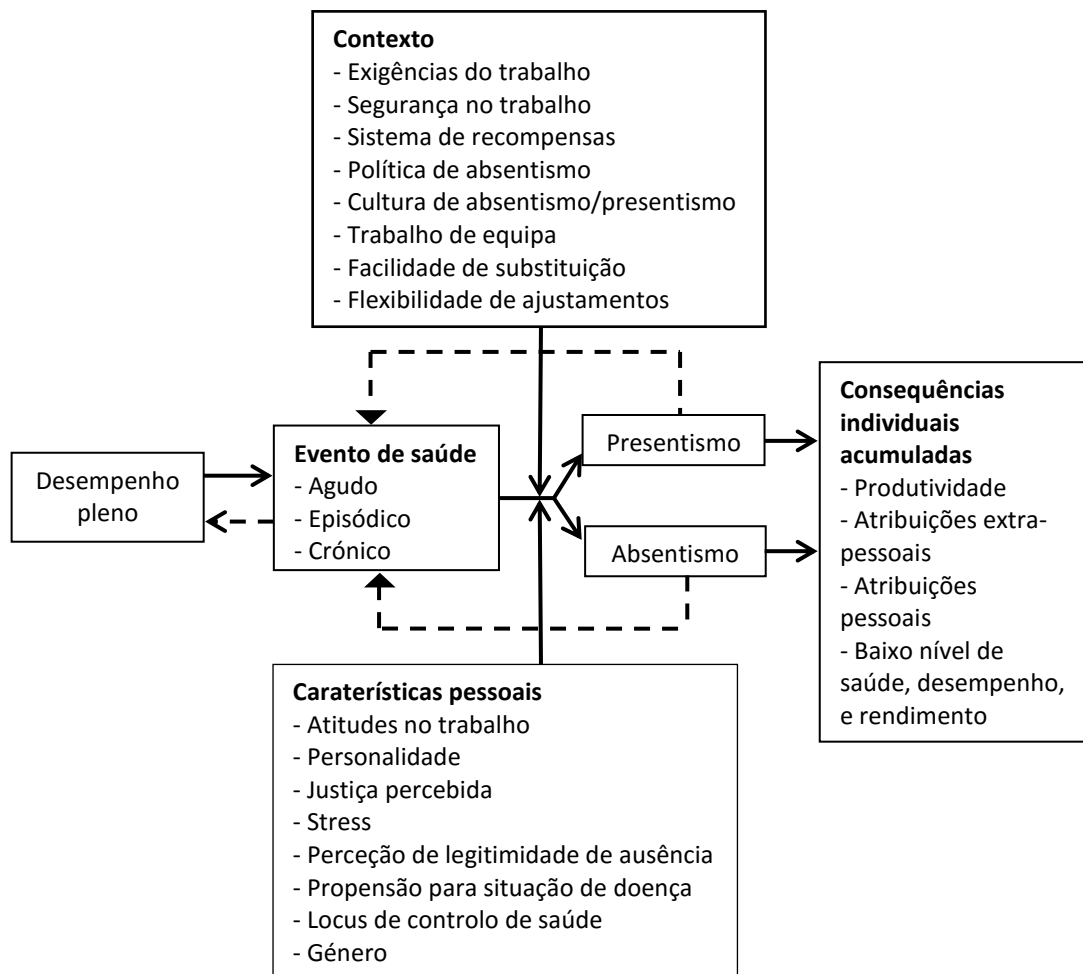 Contexto
- Exigências do trabalho
- Segurança no trabalho
- Sistema de recompensas
- Política de absentismo
- Cultura de absentismo/presentismo
- Trabalho de equipa
- Facilidade de substituição
- Flexibilidade de ajustamentos
Desempenho
pleno
Evento de saúde
- Agudo
- Episódico
- Crónico
Presentismo
Absentismo
Consequências
individuais
acumuladas
- Produtividade
- Atribuições extra-
pessoais
- Atribuições
pessoais
- Baixo nível de
saúde, desempenho,
e rendimento
Caraterísticas pessoais
- Atitudes no trabalho
- Personalidade
- Justiça percebida
- Stress
- Perceção de legitimidade de ausência
- Propensão para situação de doença
- Locus de controlo de saúde
- Género